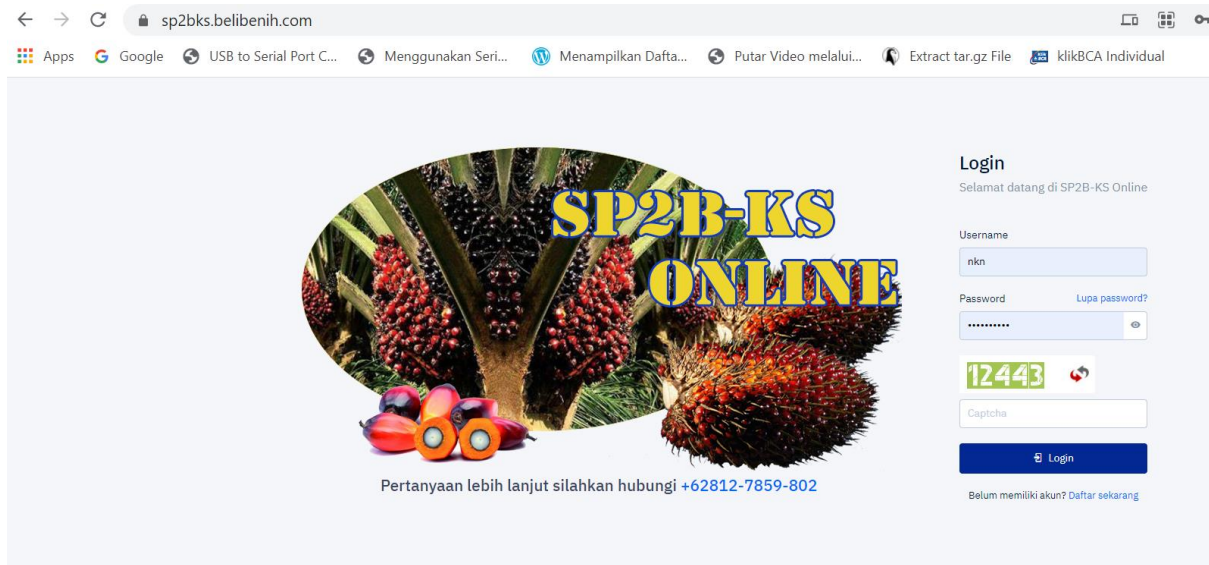 sp2bks.belibenih.com
Apps Google USB to Serial Port C... Menggunakan Seri... Menampilkan Dafta... Putar Video melalui... Extract tar.gz File klikBCA Individual
SP2B-KS
ONLINE
Pertanyaan lebih lanjut silahkan hubungi +62812-7859-802
Login
Selamat datang di SP2B-KS Online
Username
nkn
Password Lupa password?
••••••••••
12443
Captcha
Login
Belum memiliki akun? Daftar sekarang